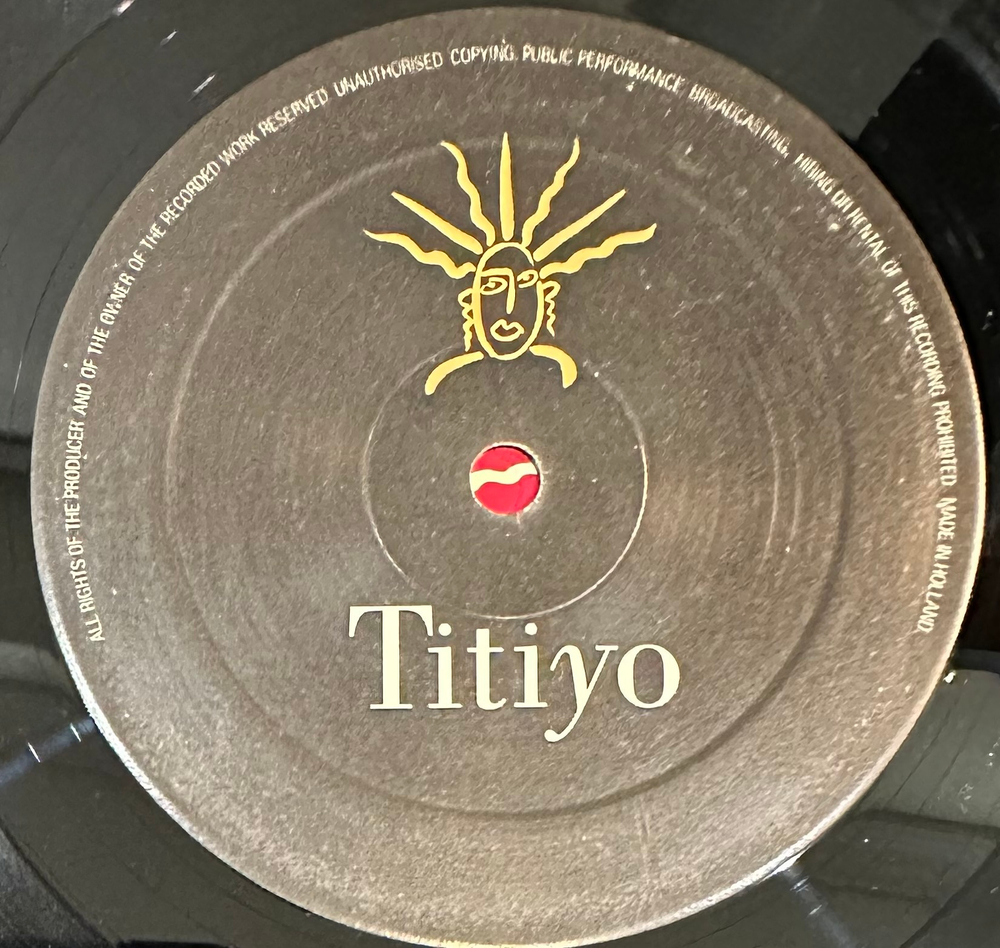 ALL RIGHTS OF THE PRODUCER AND OF THE OWNER OF THE RECORDED WORK RESERVED UNAUTHORISED COPYING, PUBLIC PERFORMANCE, BROADCASTING, HIRING OR RENTAL OF THIS RECORDING PROHIBITED MADE IN HOLLAND.
Titiyo